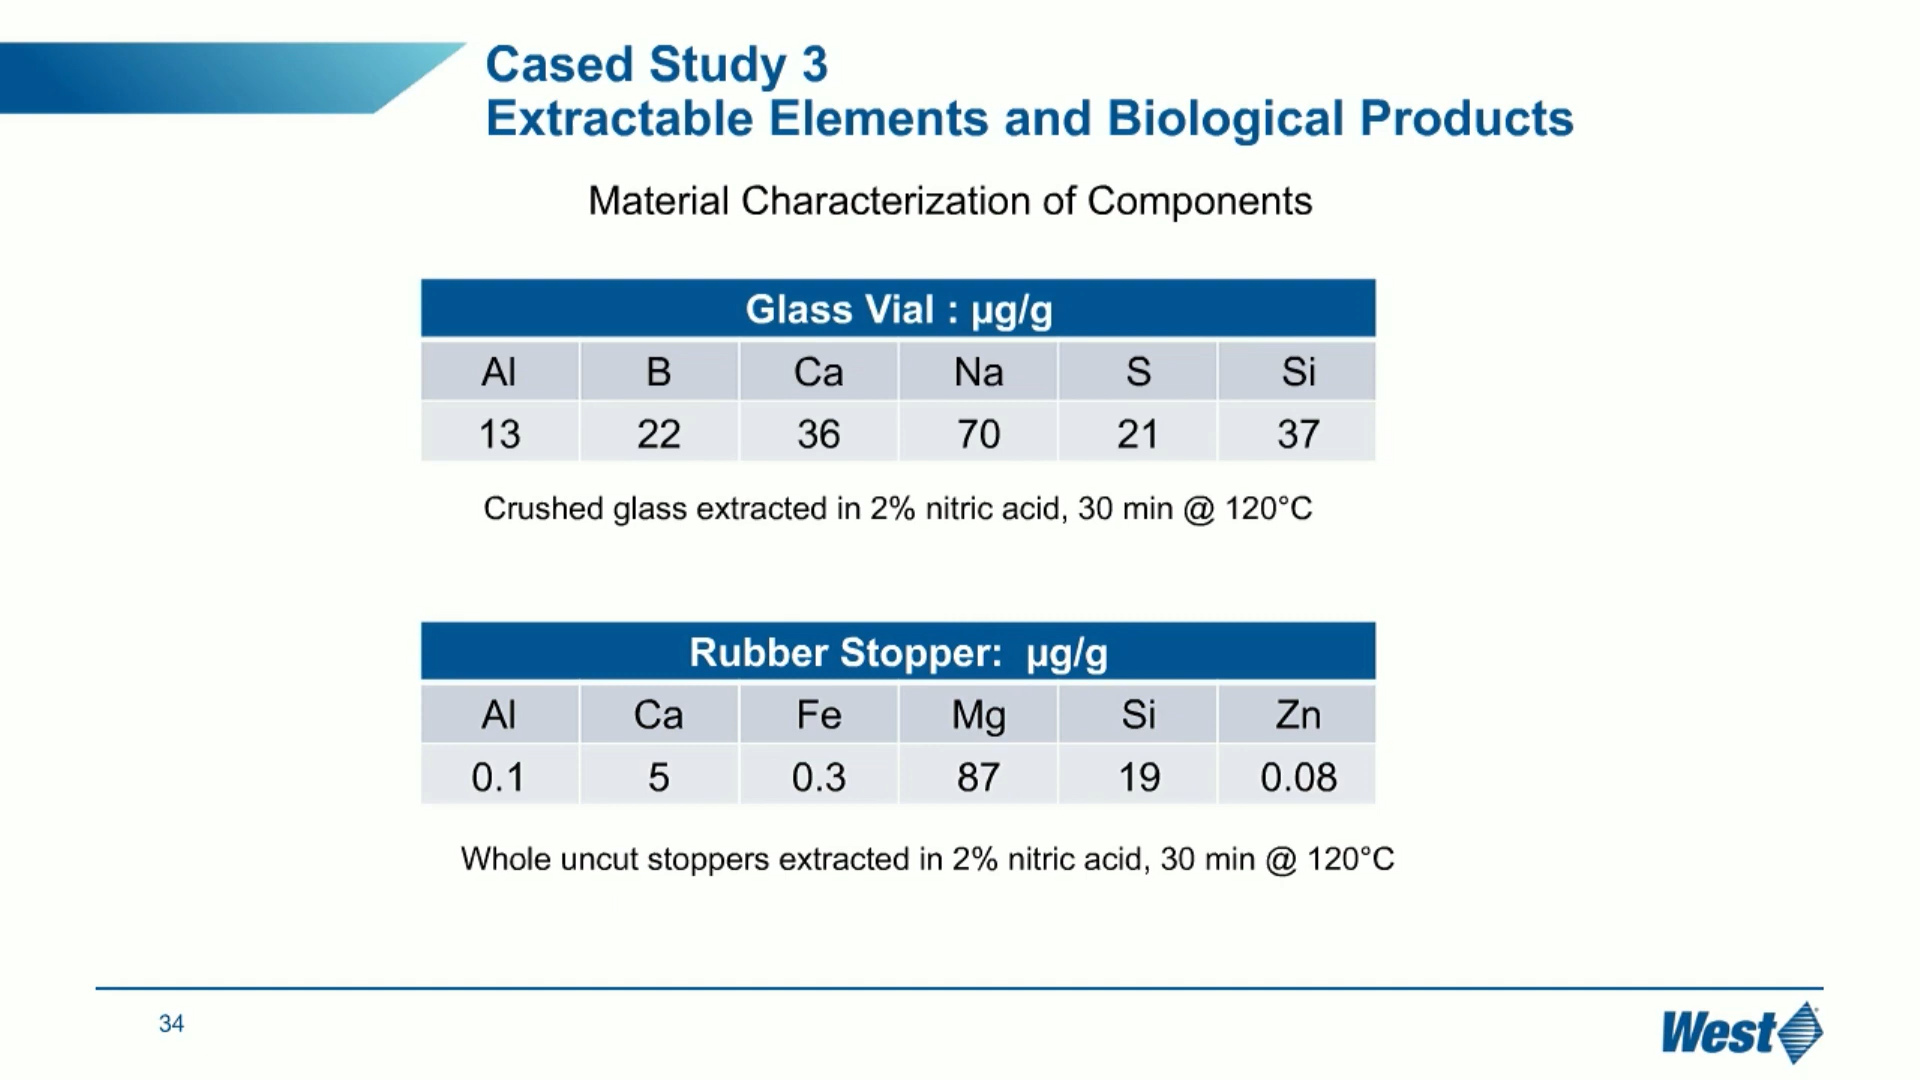 Cased Study 3
Extractable Elements and Biological Products
Material Characterization of Components
Glass Vial : µg/g
Al B Ca Na S Si
13 22 36 70 21 37
Crushed glass extracted in 2% nitric acid, 30 min @ 120°C
Rubber Stopper: µg/g
Al Ca Fe Mg Si Zn
0.1 5 0.3 87 19 0.08
Whole uncut stoppers extracted in 2% nitric acid, 30 min @ 120°C
34
West